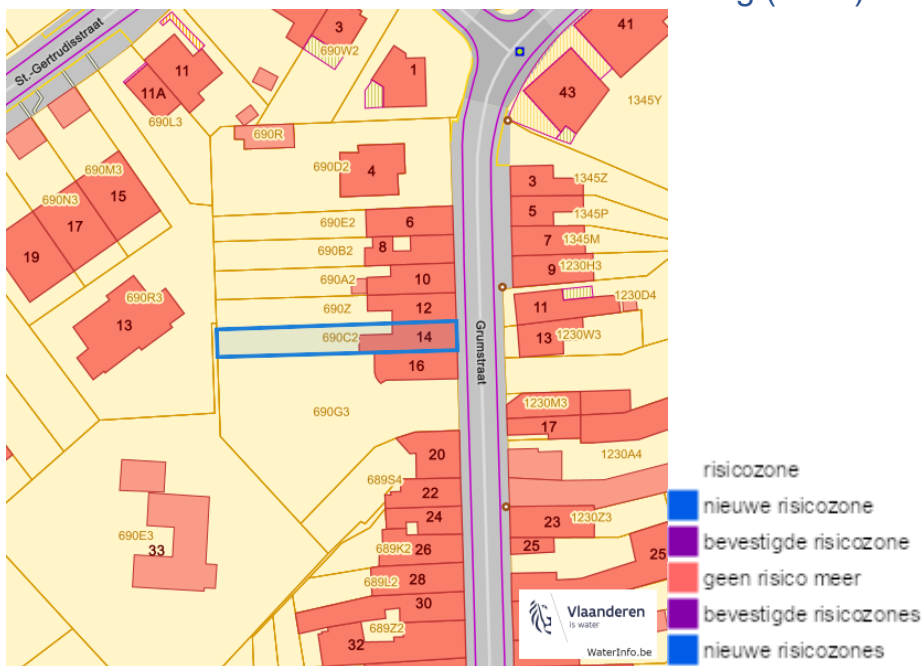 3
690W2
41
1
St.-Gertrudisstraat
11
11A
43
1345Y
690L3
690R
690D2
4
690M3
690N3
15
17
19
3
1345Z
5
1345P
690E2
6
7
1345M
690B2
8
9
1230H3
690A2
10
690R3
690Z
12
11
1230D4
13
690C2
14
13
1230W3
Grumstraat
16
690G3
1230M3
17
20
1230A4
689S4
22
24
23
1230Z3
690E3
33
26
689K2
25
25
28
689L2
30
689Z2
32
Vlaanderen
is water
WaterInfo.be
risicozone
nieuwe risicozone
bevestigde risicozone
geen risico meer
bevestigde risicozones
nieuwe risicozones